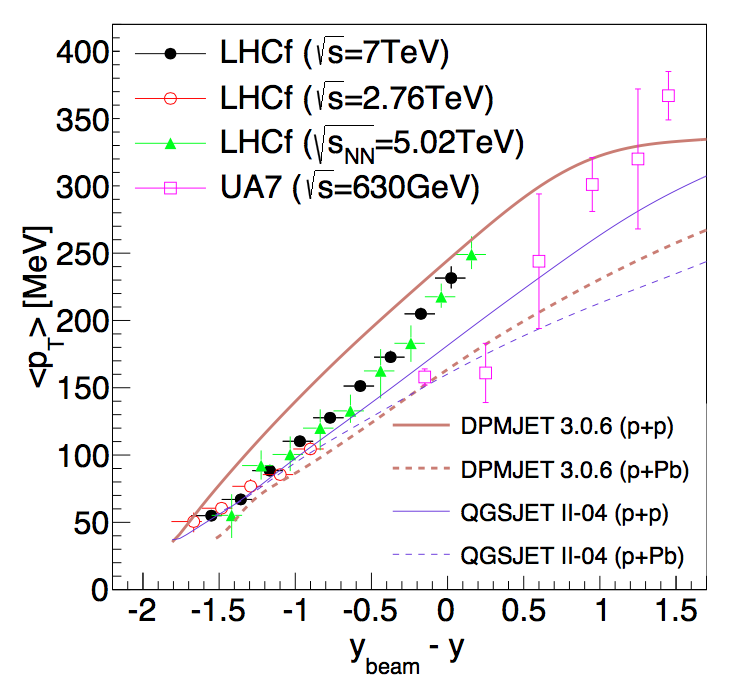 400
350
300
250
200
150
100
50
0
<p_T> [MeV]
LHCf (√s=7TeV)
LHCf (√s=2.76TeV)
LHCf (√s_NN=5.02TeV)
UA7 (√s=630GeV)
DPMJET 3.0.6 (p+p)
DPMJET 3.0.6 (p+Pb)
QGSJET II-04 (p+p)
QGSJET II-04 (p+Pb)
-2 -1.5 -1 -0.5 0 0.5 1 1.5
y_beam - y